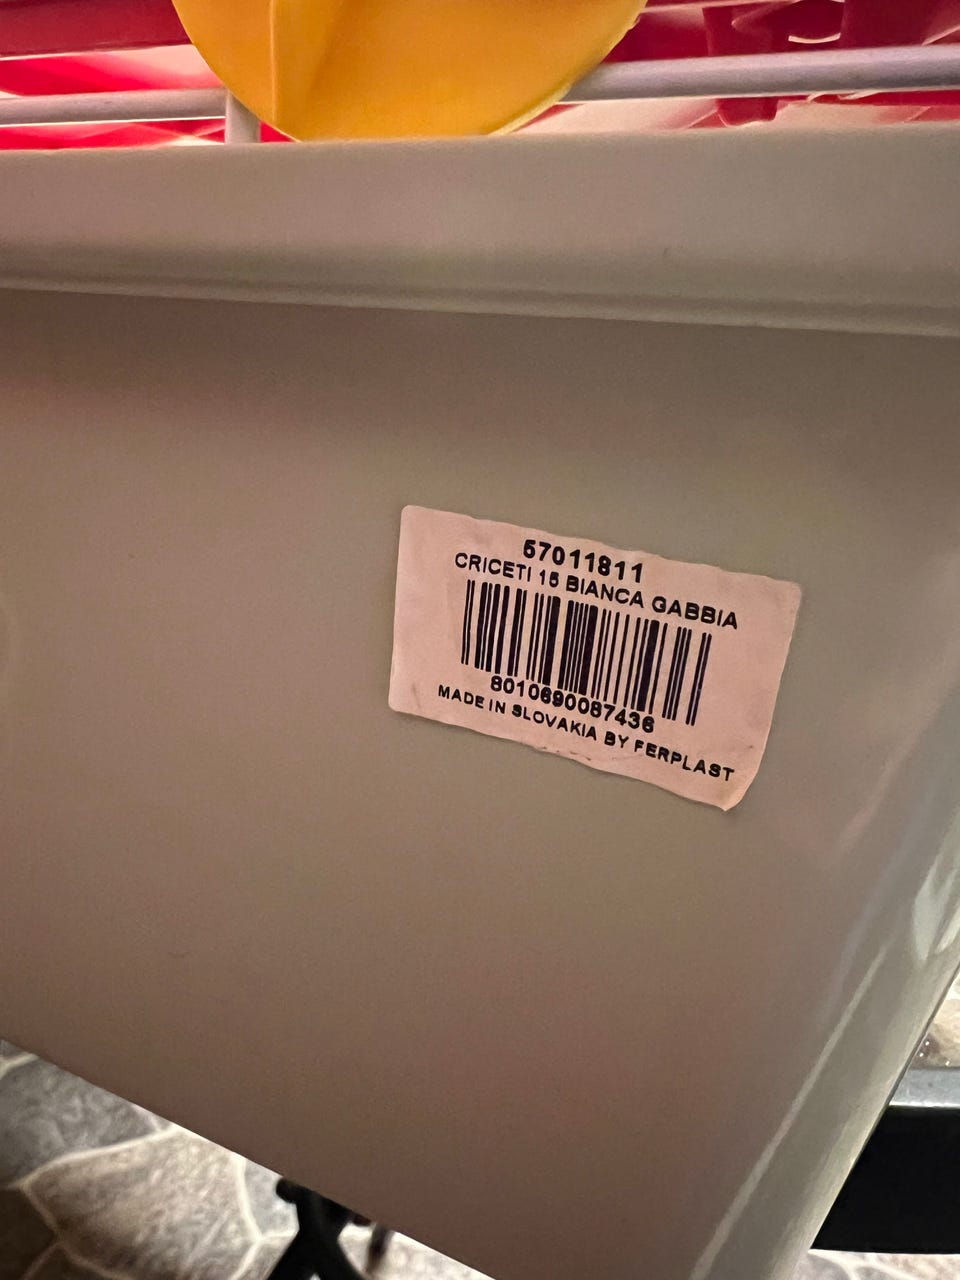 57011811
CRICETI 15 BIANCA GABBIA
8010690087436
MADE IN SLOVAKIA BY FERPLAST